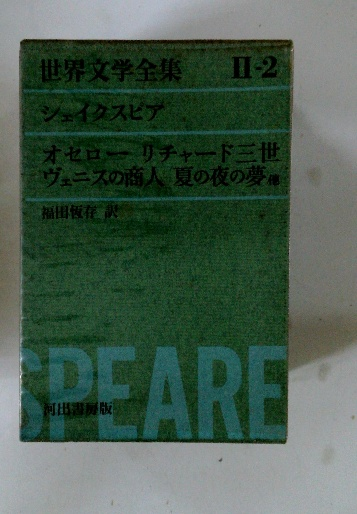 世界文学全集 II-2
シェイクスピア
オセロー リチャード三世
ヴェニスの商人 夏の夜の夢 他
福田恆存 訳
SPEARE
河出書房版